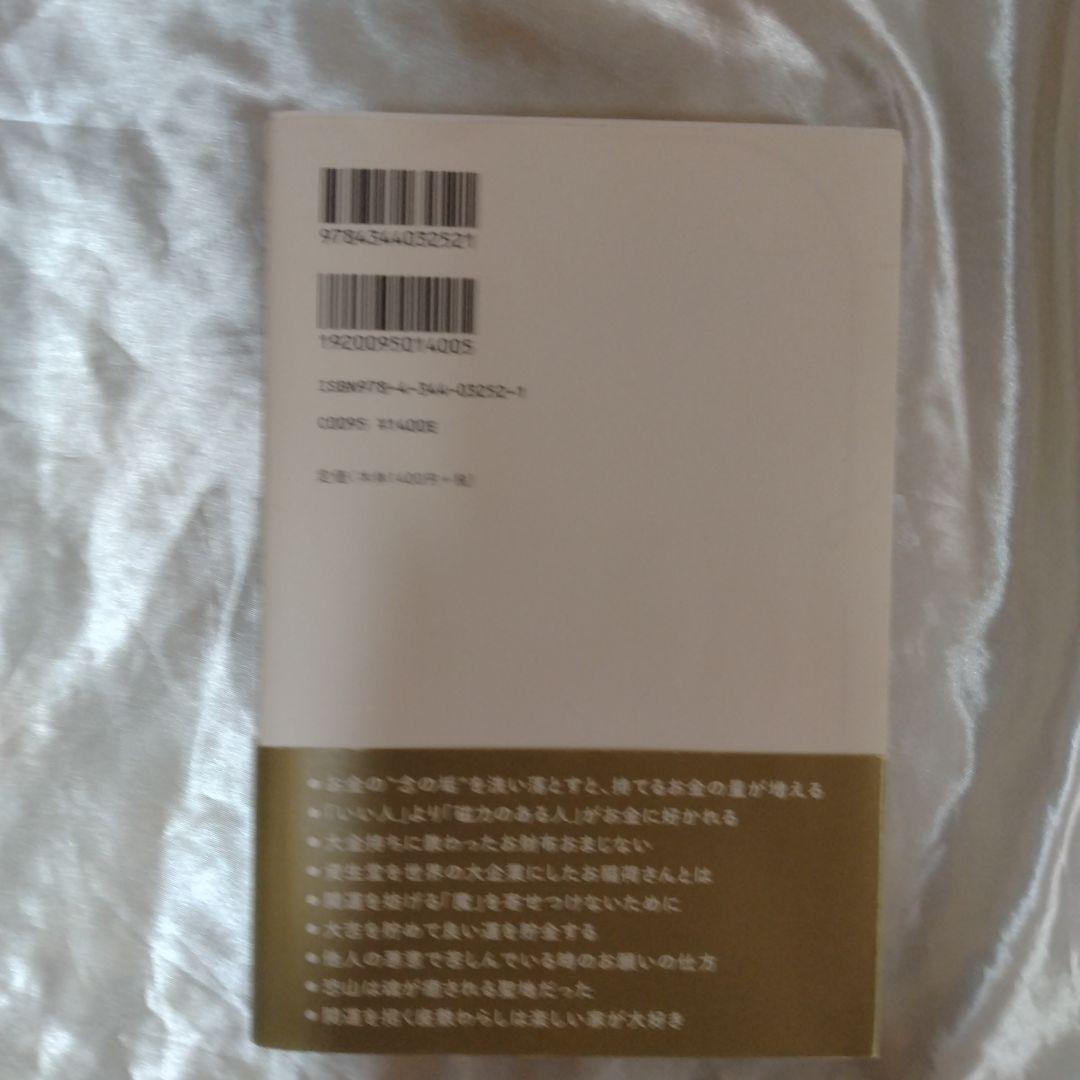 9784344032521
1920095014005
ISBN978-4-344-03252-1
C0095 ¥1400E
定価(本体1400円+税)
●お金の“念の垢”を洗い落とすと、持てるお金の量が増える
●「いい人」より「磁力のある人」がお金に好かれる
●大金持ちに教わったお財布おまじない
●資生堂を世界の大企業にしたお稲荷さんとは
●開運を妨げる「魔」を寄せつけないために
●大吉を貯めて良い運を貯金する
●他人の悪意で苦しんでいる時のお願いの仕方
●恐山は魂が癒される聖地だった
●開運を招く座敷わらしは楽しい家が大好き